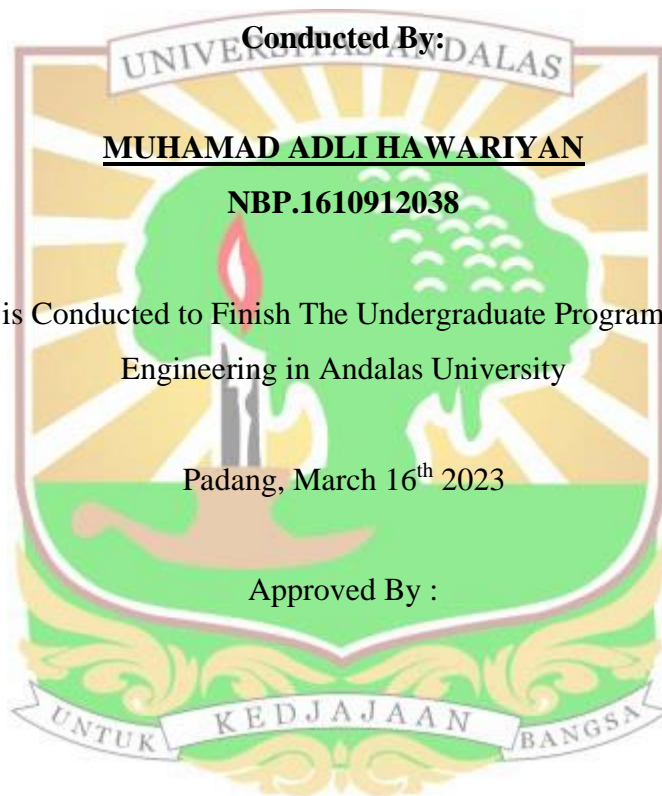 Conducted By:
UNIVERSITAS ANDALAS
MUHAMAD ADLI HAWARIYAN
NBP.1610912038
is Conducted to Finish The Undergraduate Program
Engineering in Andalas University
Padang, March 16th 2023
Approved By :
UNTUK KEDJAJAAN BANGSA